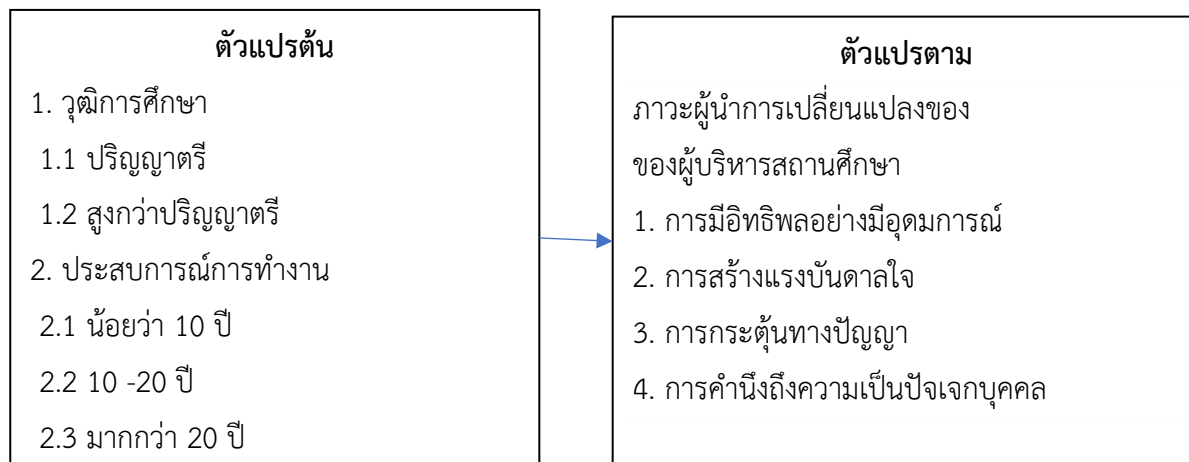 ตัวแปรต้น
1. วุฒิการศึกษา
1.1 ปริญญาตรี
1.2 สูงกว่าปริญญาตรี
2. ประสบการณ์การทำงาน
2.1 น้อยว่า 10 ปี
2.2 10 -20 ปี
2.3 มากกว่า 20 ปี
ตัวแปรตาม
ภาวะผู้นำการเปลี่ยนแปลงของ
ของผู้บริหารสถานศึกษา
1. การมีอิทธิพลอย่างมีอุดมการณ์
2. การสร้างแรงบันดาลใจ
3. การกระตุ้นทางปัญญา
4. การคำนึงถึงความเป็นปัจเจกบุคคล